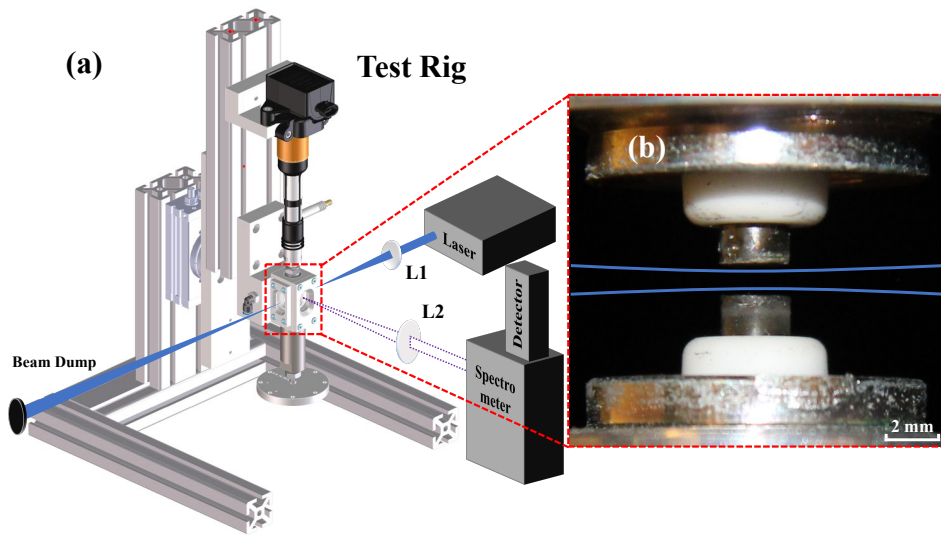 (a)
Test Rig
(b)
Laser
L1
L2
Detector
Spectro
meter
Beam Dump
2 mm